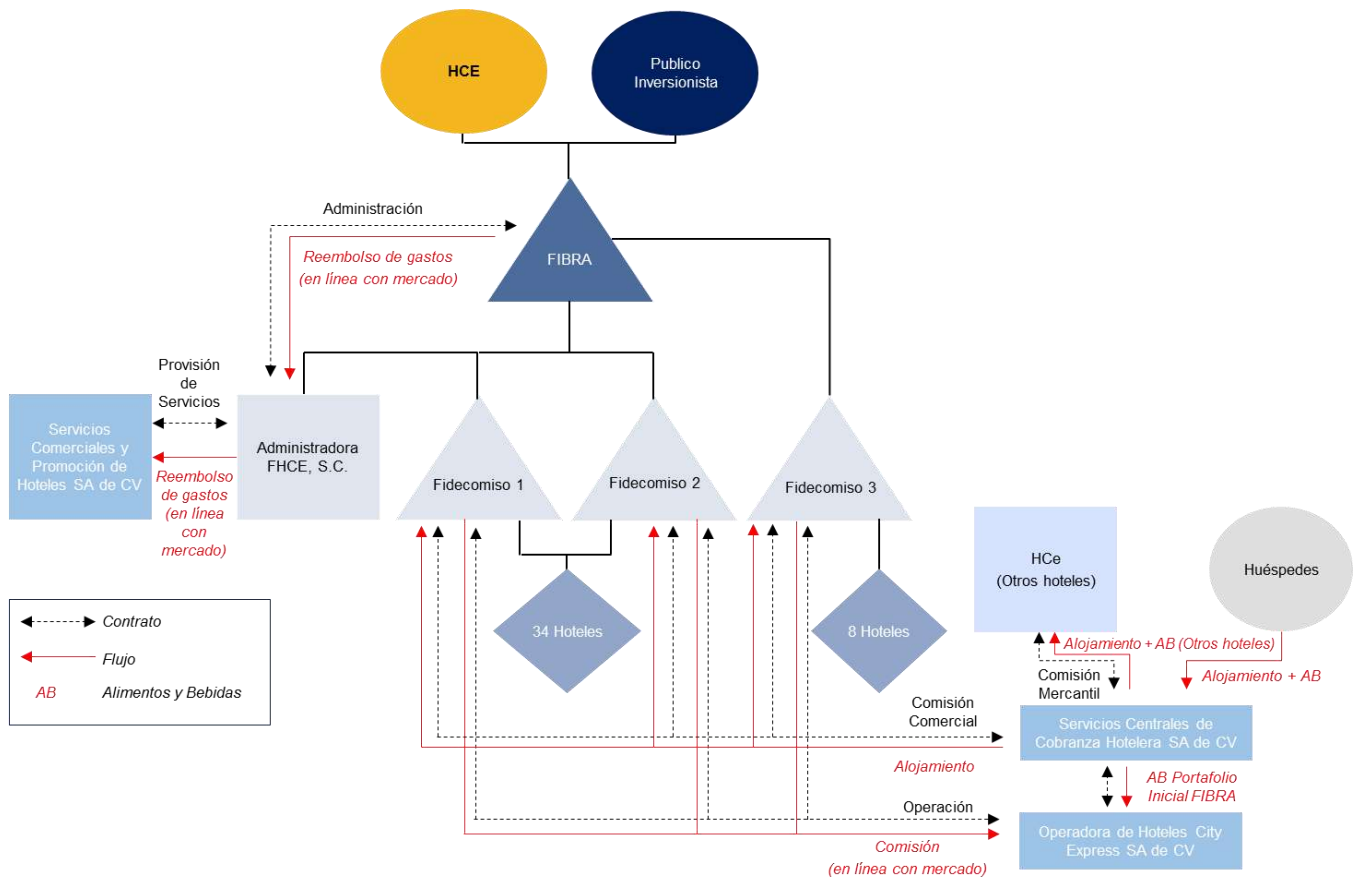 HCE
Publico
Inversionista
Administración
Reembolso de gastos
(en línea con mercado)
FIBRA
Provisión
de
Servicios
Servicios
Comerciales y
Promoción de
Hoteles SA de CV
Reembolso
de gastos
(en línea
con
mercado)
Administradora
FHCE, S.C.
Fidecomiso 1
Fidecomiso 2
Fidecomiso 3
34 Hoteles
8 Hoteles
HCe
(Otros hoteles)
Huéspedes
Contrato
Flujo
AB Alimentos y Bebidas
Alojamiento + AB (Otros hoteles)
Alojamiento + AB
Comisión
Mercantil
Comisión
Comercial
Servicios Centrales de
Cobranza Hotelera SA de CV
Alojamiento
AB Portafolio
Inicial FIBRA
Operación
Operadora de Hoteles City
Express SA de CV
Comisión
(en línea con mercado)